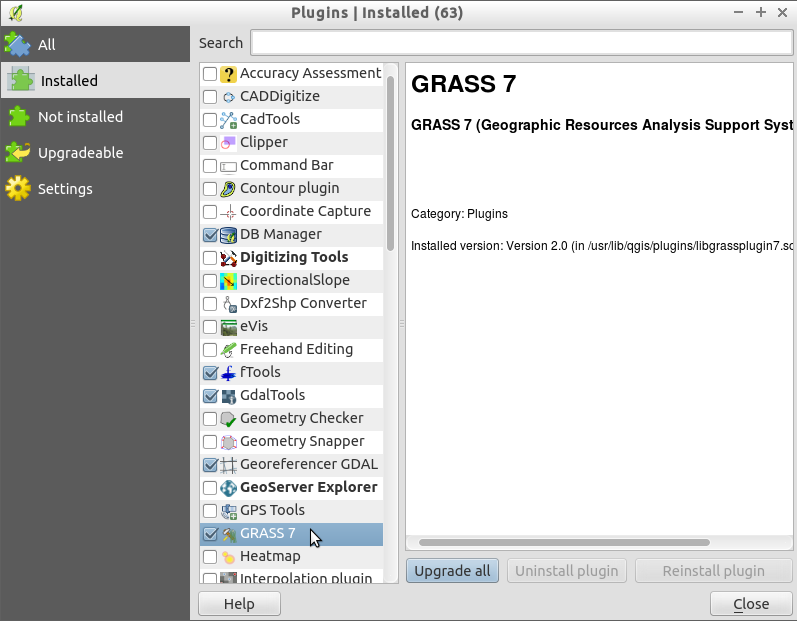 Plugins | Installed (63)
All
Installed
Not installed
Upgradeable
Settings
Search
Accuracy Assessment
CADDigitize
CadTools
Clipper
Command Bar
Contour plugin
Coordinate Capture
DB Manager
Digitizing Tools
DirectionalSlope
Dxf2Shp Converter
eVis
Freehand Editing
fTools
GdalTools
Geometry Checker
Geometry Snapper
Georeferencer GDAL
GeoServer Explorer
GPS Tools
GRASS 7
Heatmap
Interpolation plugin
GRASS 7
GRASS 7 (Geographic Resources Analysis Support Syst
Category: Plugins
Installed version: Version 2.0 (in /usr/lib/qgis/plugins/libgrassplugin7.so
Upgrade all
Uninstall plugin
Reinstall plugin
Help
Close